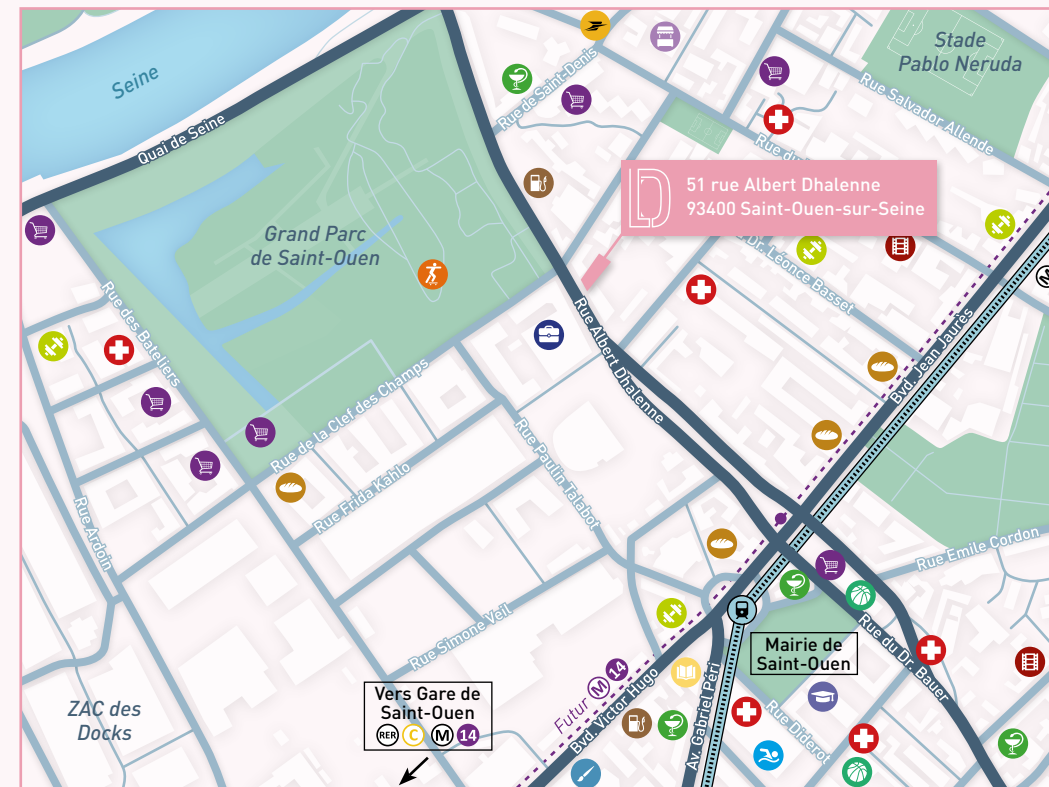 Seine
Quai de Seine
Rue de Saint-Denis
Stade
Pablo Neruda
Rue Salvador Allende
Rue du
LD
51 rue Albert Dhalenne
93400 Saint-Ouen-sur-Seine
Grand Parc
de Saint-Ouen
Dr. Léonce Basset
Rue des Bateliers
Rue Albert Dhalenne
Bvd. Jean Jaurès
M
Rue de la Clef des Champs
Rue Frida Kahlo
Rue Paulin Talabot
Rue Ardoin
Rue Emile Cordon
Rue Simone Veil
Mairie de
Saint-Ouen
Rue du Dr. Bauer
Futur M 14
Bvd. Victor Hugo
Av. Gabriel Péri
Rue Diderot
ZAC des
Docks
Vers Gare de
Saint-Ouen
RER C M 14